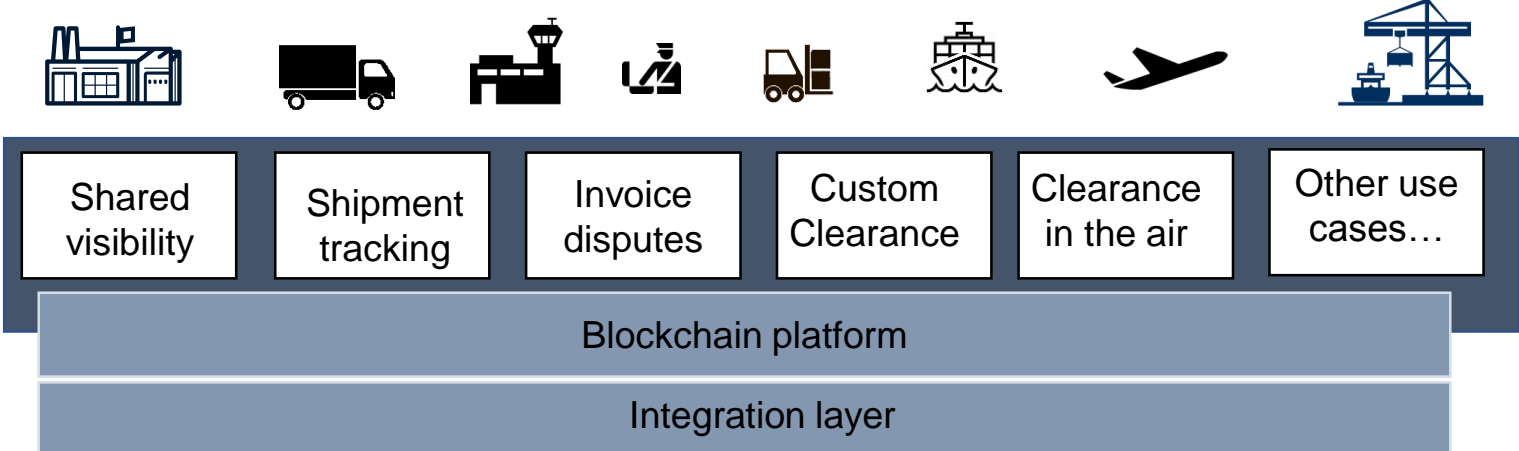 Shared
visibility
Shipment
tracking
Invoice
disputes
Custom
Clearance
Clearance
in the air
Other use
cases…
Blockchain platform
Integration layer